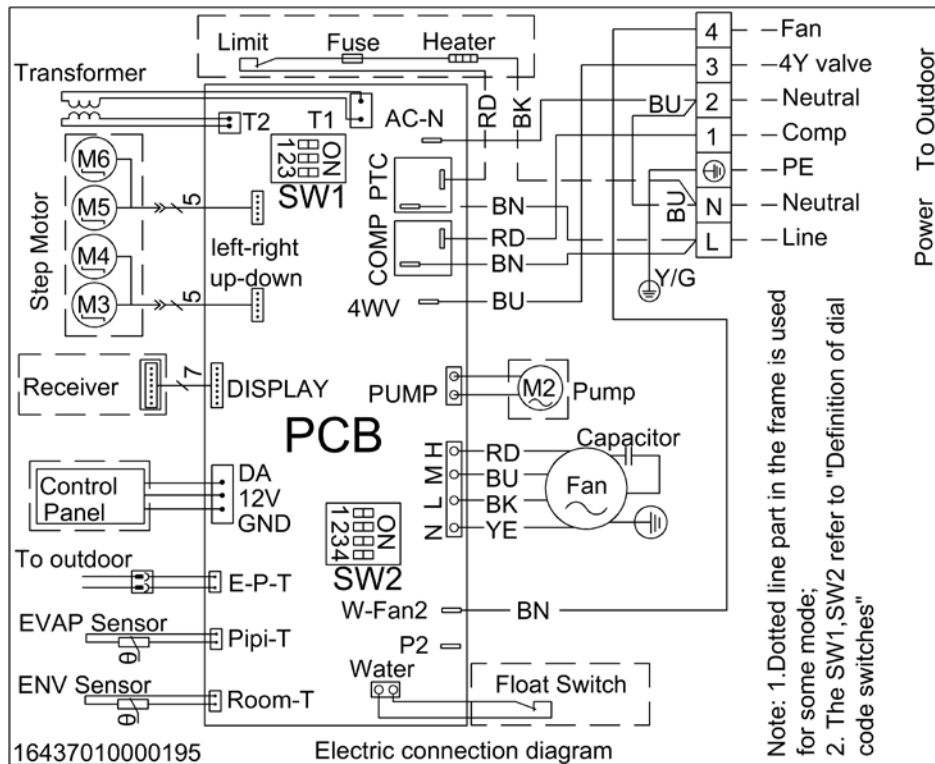 Limit
Fuse
Heater
Transformer
T2
T1
AC-N
RD
BK
BU
4
Fan
3
4Y valve
2
Neutral
1
Comp
PE
N
Neutral
L
Line
Power
To Outdoor
M6
M5
M4
M3
Step Motor
5
5
123
ON
SW1
left-right
up-down
PTC
COMP
BN
RD
BN
BU
Y/G
4WV
BU
Receiver
7
DISPLAY
PUMP
M2
Pump
PCB
Capacitor
H
M
L
N
RD
BU
BK
YE
Fan
Control
Panel
DA
12V
GND
1234
ON
SW2
To outdoor
E-P-T
W-Fan2
BN
EVAP Sensor
θ
Pipi-T
P2
Water
Float Switch
ENV Sensor
θ
Room-T
Note: 1.Dotted line part in the frame is used
for some mode;
2. The SW1,SW2 refer to "Definition of dial
code switches"
16437010000195
Electric connection diagram